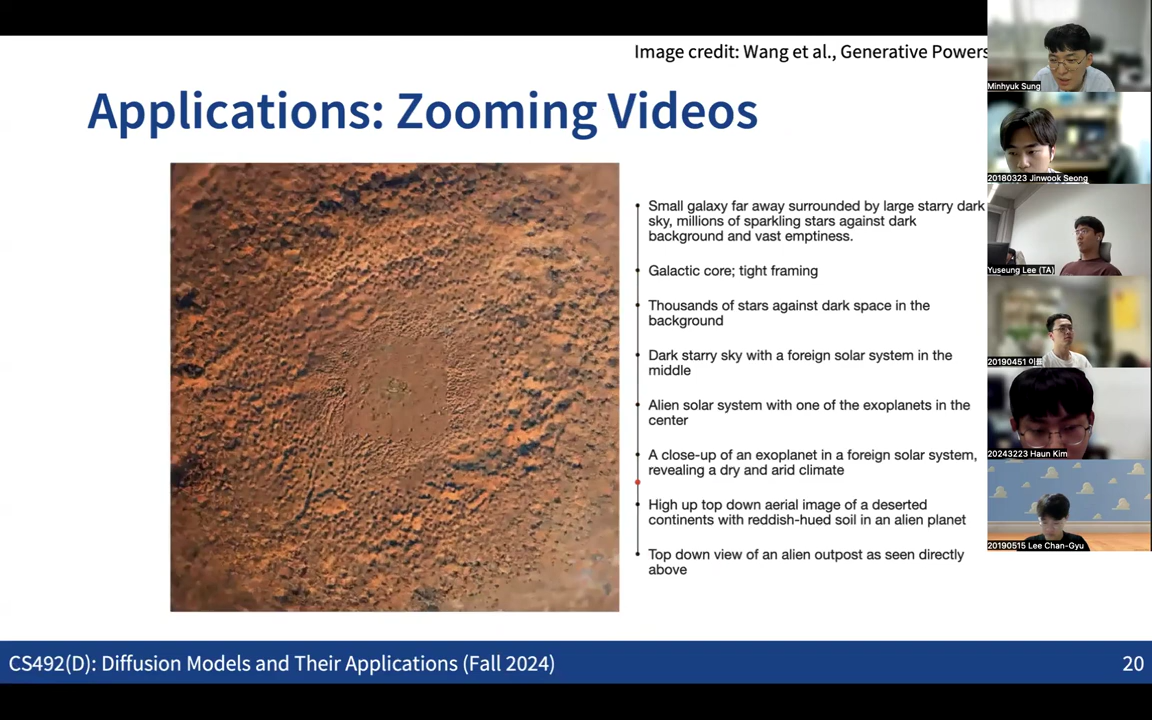 Image credit: Wang et al., Generative Powers
Applications: Zooming Videos
Small galaxy far away surrounded by large starry dark
sky, millions of sparkling stars against dark
background and vast emptiness.
Galactic core; tight framing
Thousands of stars against dark space in the
background
Dark starry sky with a foreign solar system in the
middle
Alien solar system with one of the exoplanets in the
center
A close-up of an exoplanet in a foreign solar system,
revealing a dry and arid climate
High up top down aerial image of a deserted
continents with reddish-hued soil in an alien planet
Top down view of an alien outpost as seen directly
above
CS492(D): Diffusion Models and Their Applications (Fall 2024)
20
Minhyuk Sung
20180323 Jinwook Seong
Yuseung Lee (TA)
20190451
20243223 Haun Kim
20190515 Lee Chan-Gyu